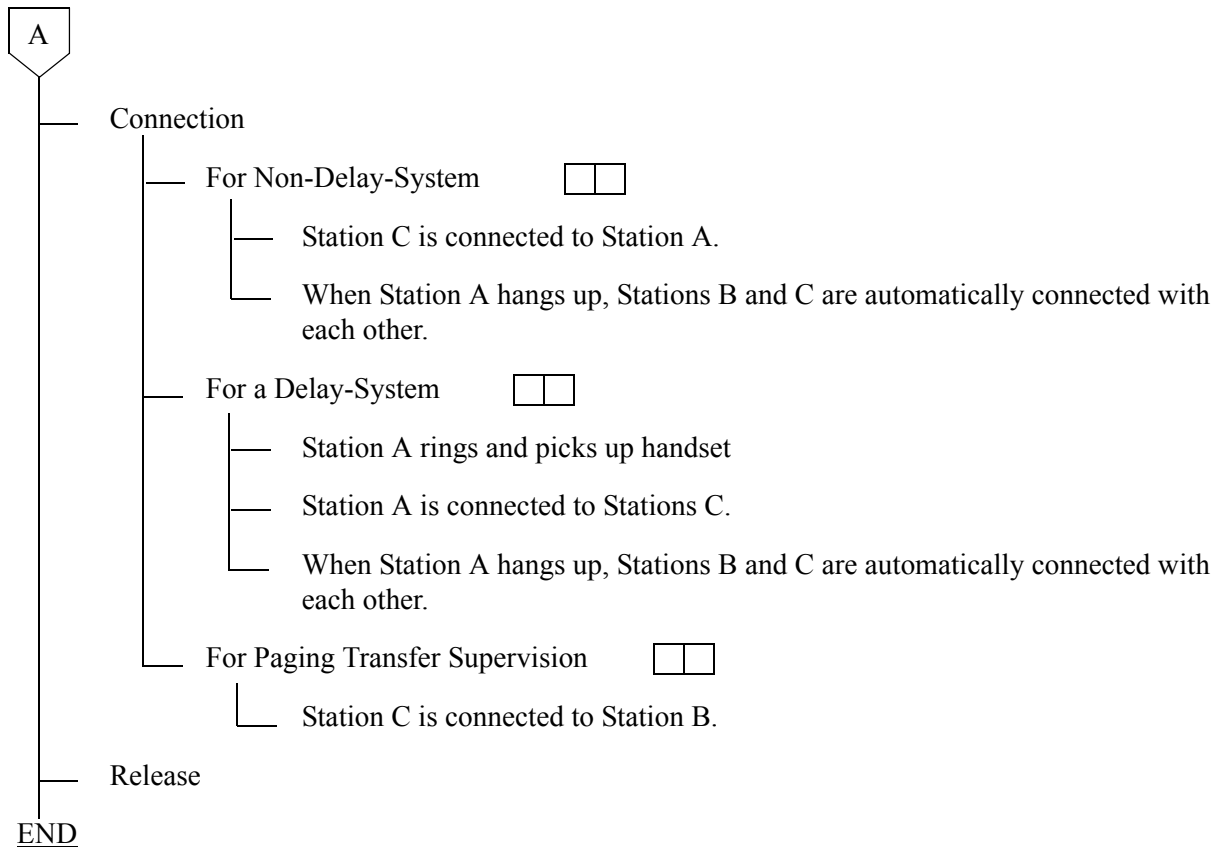 A
Connection
For Non-Delay-System
Station C is connected to Station A.
When Station A hangs up, Stations B and C are automatically connected with
each other.
For a Delay-System
Station A rings and picks up handset
Station A is connected to Stations C.
When Station A hangs up, Stations B and C are automatically connected with
each other.
For Paging Transfer Supervision
Station C is connected to Station B.
Release
END